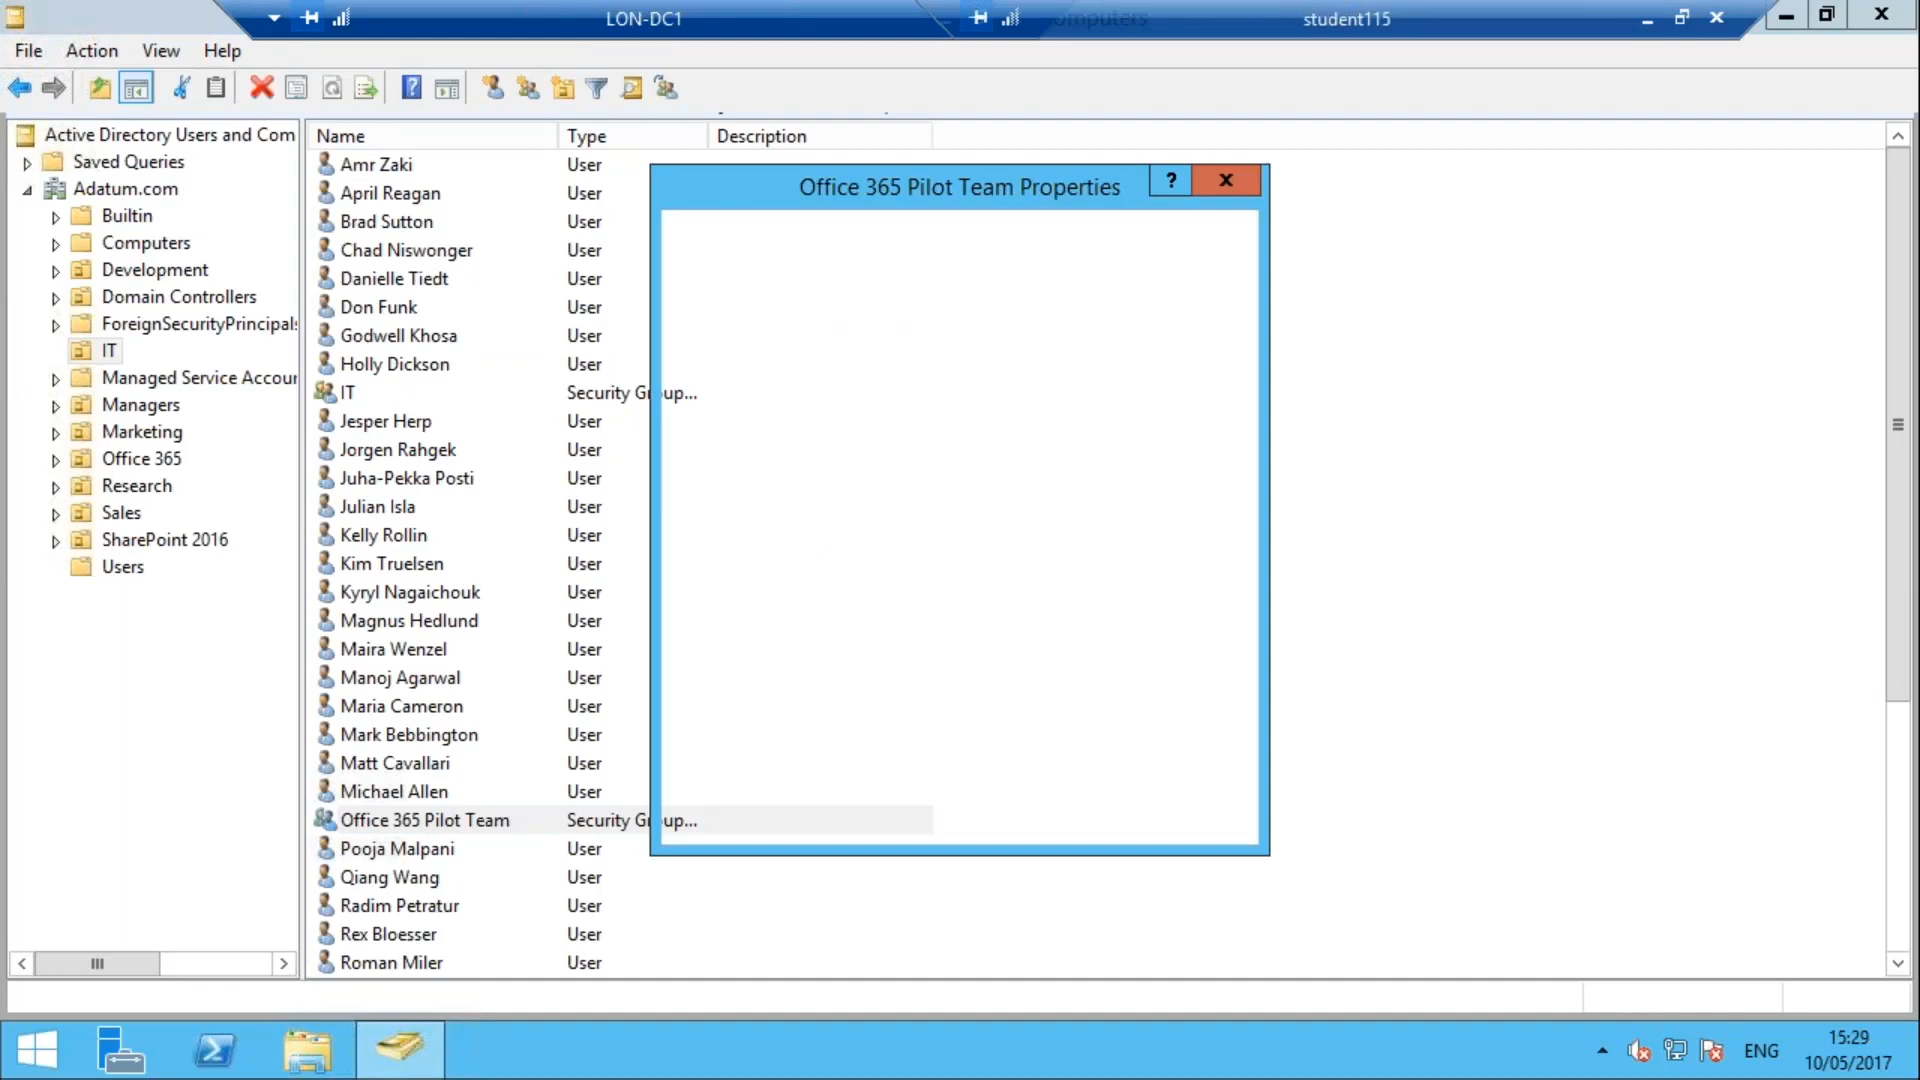 LON-DC1
omputers
student115
File Action View Help
Active Directory Users and Com
Saved Queries
Adatum.com
Builtin
Computers
Development
Domain Controllers
ForeignSecurityPrincipals
IT
Managed Service Accour
Managers
Marketing
Office 365
Research
Sales
SharePoint 2016
Users
Name Type Description
Amr Zaki User
April Reagan User
Brad Sutton User
Chad Niswonger User
Danielle Tiedt User
Don Funk User
Godwell Khosa User
Holly Dickson User
IT Security Group...
Jesper Herp User
Jorgen Rahgek User
Juha-Pekka Posti User
Julian Isla User
Kelly Rollin User
Kim Truelsen User
Kyryl Nagaichouk User
Magnus Hedlund User
Maira Wenzel User
Manoj Agarwal User
Maria Cameron User
Mark Bebbington User
Matt Cavallari User
Michael Allen User
Office 365 Pilot Team Security Group...
Pooja Malpani User
Qiang Wang User
Radim Petratur User
Rex Bloesser User
Roman Miler User
Office 365 Pilot Team Properties
ENG
15:29
10/05/2017